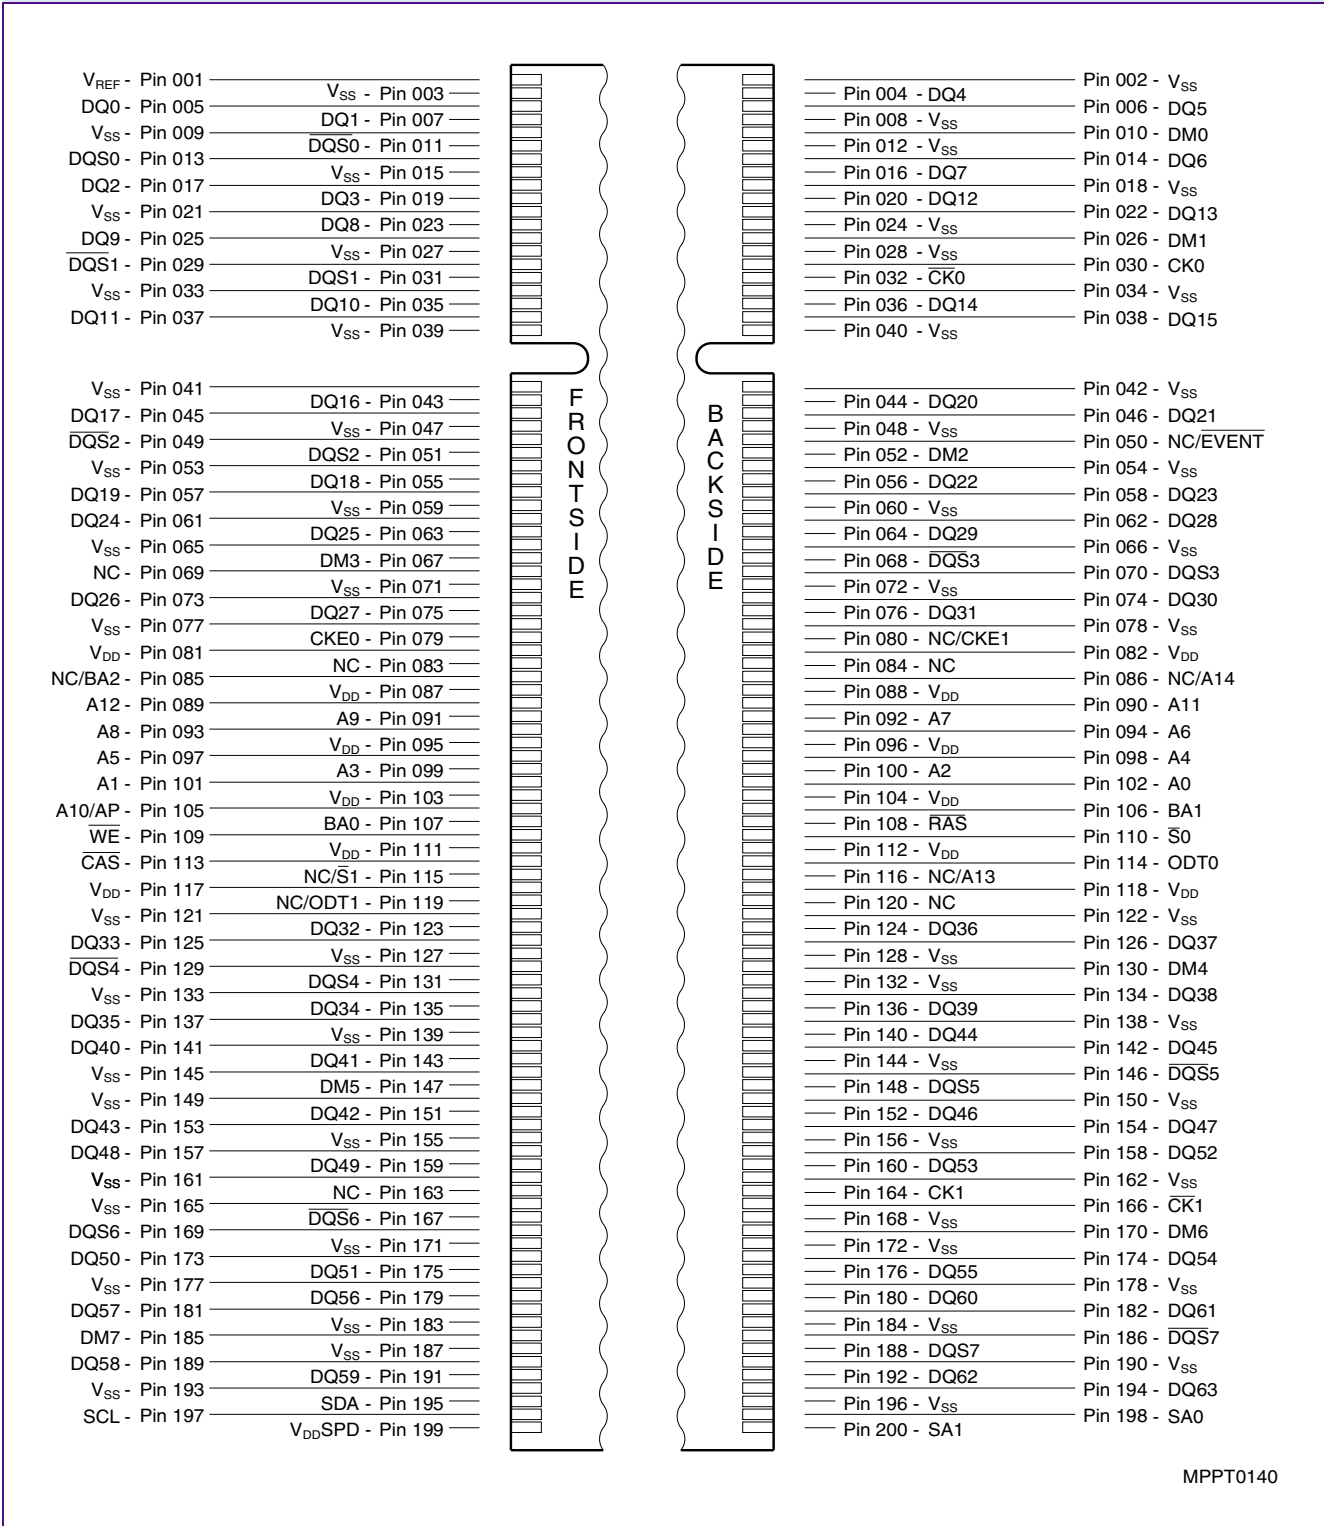 VREF - Pin 001
DQ0 - Pin 005
VSS - Pin 009
DQS0 - Pin 013
DQ2 - Pin 017
VSS - Pin 021
DQ9 - Pin 025
DQS1 - Pin 029
VSS - Pin 033
DQ11 - Pin 037
VSS - Pin 041
DQ17 - Pin 045
DQS2 - Pin 049
VSS - Pin 053
DQ19 - Pin 057
DQ24 - Pin 061
VSS - Pin 065
NC - Pin 069
DQ26 - Pin 073
VSS - Pin 077
VDD - Pin 081
NC/BA2 - Pin 085
A12 - Pin 089
A8 - Pin 093
A5 - Pin 097
A1 - Pin 101
A10/AP - Pin 105
WE - Pin 109
CAS - Pin 113
VDD - Pin 117
VSS - Pin 121
DQ33 - Pin 125
DQS4 - Pin 129
VSS - Pin 133
DQ35 - Pin 137
DQ40 - Pin 141
VSS - Pin 145
VSS - Pin 149
DQ43 - Pin 153
DQ48 - Pin 157
VSS - Pin 161
VSS - Pin 165
DQS6 - Pin 169
DQ50 - Pin 173
VSS - Pin 177
DQ57 - Pin 181
DM7 - Pin 185
DQ58 - Pin 189
VSS - Pin 193
SCL - Pin 197
VSS - Pin 003
DQ1 - Pin 007
DQS0 - Pin 011
VSS - Pin 015
DQ3 - Pin 019
DQ8 - Pin 023
VSS - Pin 027
DQS1 - Pin 031
DQ10 - Pin 035
VSS - Pin 039
DQ16 - Pin 043
VSS - Pin 047
DQS2 - Pin 051
DQ18 - Pin 055
VSS - Pin 059
DQ25 - Pin 063
DM3 - Pin 067
VSS - Pin 071
DQ27 - Pin 075
CKE0 - Pin 079
NC - Pin 083
VDD - Pin 087
A9 - Pin 091
VDD - Pin 095
A3 - Pin 099
VDD - Pin 103
BA0 - Pin 107
VDD - Pin 111
NC/S1 - Pin 115
NC/ODT1 - Pin 119
DQ32 - Pin 123
VSS - Pin 127
DQS4 - Pin 131
DQ34 - Pin 135
VSS - Pin 139
DQ41 - Pin 143
DM5 - Pin 147
DQ42 - Pin 151
VSS - Pin 155
DQ49 - Pin 159
NC - Pin 163
DQS6 - Pin 167
VSS - Pin 171
DQ51 - Pin 175
DQ56 - Pin 179
VSS - Pin 183
VSS - Pin 187
DQ59 - Pin 191
SDA - Pin 195
VDDSPD - Pin 199
FRONTSIDE
BACKSIDE
Pin 004 - DQ4
Pin 008 - VSS
Pin 012 - VSS
Pin 016 - DQ7
Pin 020 - DQ12
Pin 024 - VSS
Pin 028 - VSS
Pin 032 - CK0
Pin 036 - DQ14
Pin 040 - VSS
Pin 044 - DQ20
Pin 048 - VSS
Pin 052 - DM2
Pin 056 - DQ22
Pin 060 - VSS
Pin 064 - DQ29
Pin 068 - DQS3
Pin 072 - VSS
Pin 076 - DQ31
Pin 080 - NC/CKE1
Pin 084 - NC
Pin 088 - VDD
Pin 092 - A7
Pin 096 - VDD
Pin 100 - A2
Pin 104 - VDD
Pin 108 - RAS
Pin 112 - VDD
Pin 116 - NC/A13
Pin 120 - NC
Pin 124 - DQ36
Pin 128 - VSS
Pin 132 - VSS
Pin 136 - DQ39
Pin 140 - DQ44
Pin 144 - VSS
Pin 148 - DQS5
Pin 152 - DQ46
Pin 156 - VSS
Pin 160 - DQ53
Pin 164 - CK1
Pin 168 - VSS
Pin 172 - VSS
Pin 176 - DQ55
Pin 180 - DQ60
Pin 184 - VSS
Pin 188 - DQS7
Pin 192 - DQ62
Pin 196 - VSS
Pin 200 - SA1
Pin 002 - VSS
Pin 006 - DQ5
Pin 010 - DM0
Pin 014 - DQ6
Pin 018 - VSS
Pin 022 - DQ13
Pin 026 - DM1
Pin 030 - CK0
Pin 034 - VSS
Pin 038 - DQ15
Pin 042 - VSS
Pin 046 - DQ21
Pin 050 - NC/EVENT
Pin 054 - VSS
Pin 058 - DQ23
Pin 062 - DQ28
Pin 066 - VSS
Pin 070 - DQS3
Pin 074 - DQ30
Pin 078 - VSS
Pin 082 - VDD
Pin 086 - NC/A14
Pin 090 - A11
Pin 094 - A6
Pin 098 - A4
Pin 102 - A0
Pin 106 - BA1
Pin 110 - S0
Pin 114 - ODT0
Pin 118 - VDD
Pin 122 - VSS
Pin 126 - DQ37
Pin 130 - DM4
Pin 134 - DQ38
Pin 138 - VSS
Pin 142 - DQ45
Pin 146 - DQS5
Pin 150 - VSS
Pin 154 - DQ47
Pin 158 - DQ52
Pin 162 - VSS
Pin 166 - CK1
Pin 170 - DM6
Pin 174 - DQ54
Pin 178 - VSS
Pin 182 - DQ61
Pin 186 - DQS7
Pin 190 - VSS
Pin 194 - DQ63
Pin 198 - SA0
MPPT0140